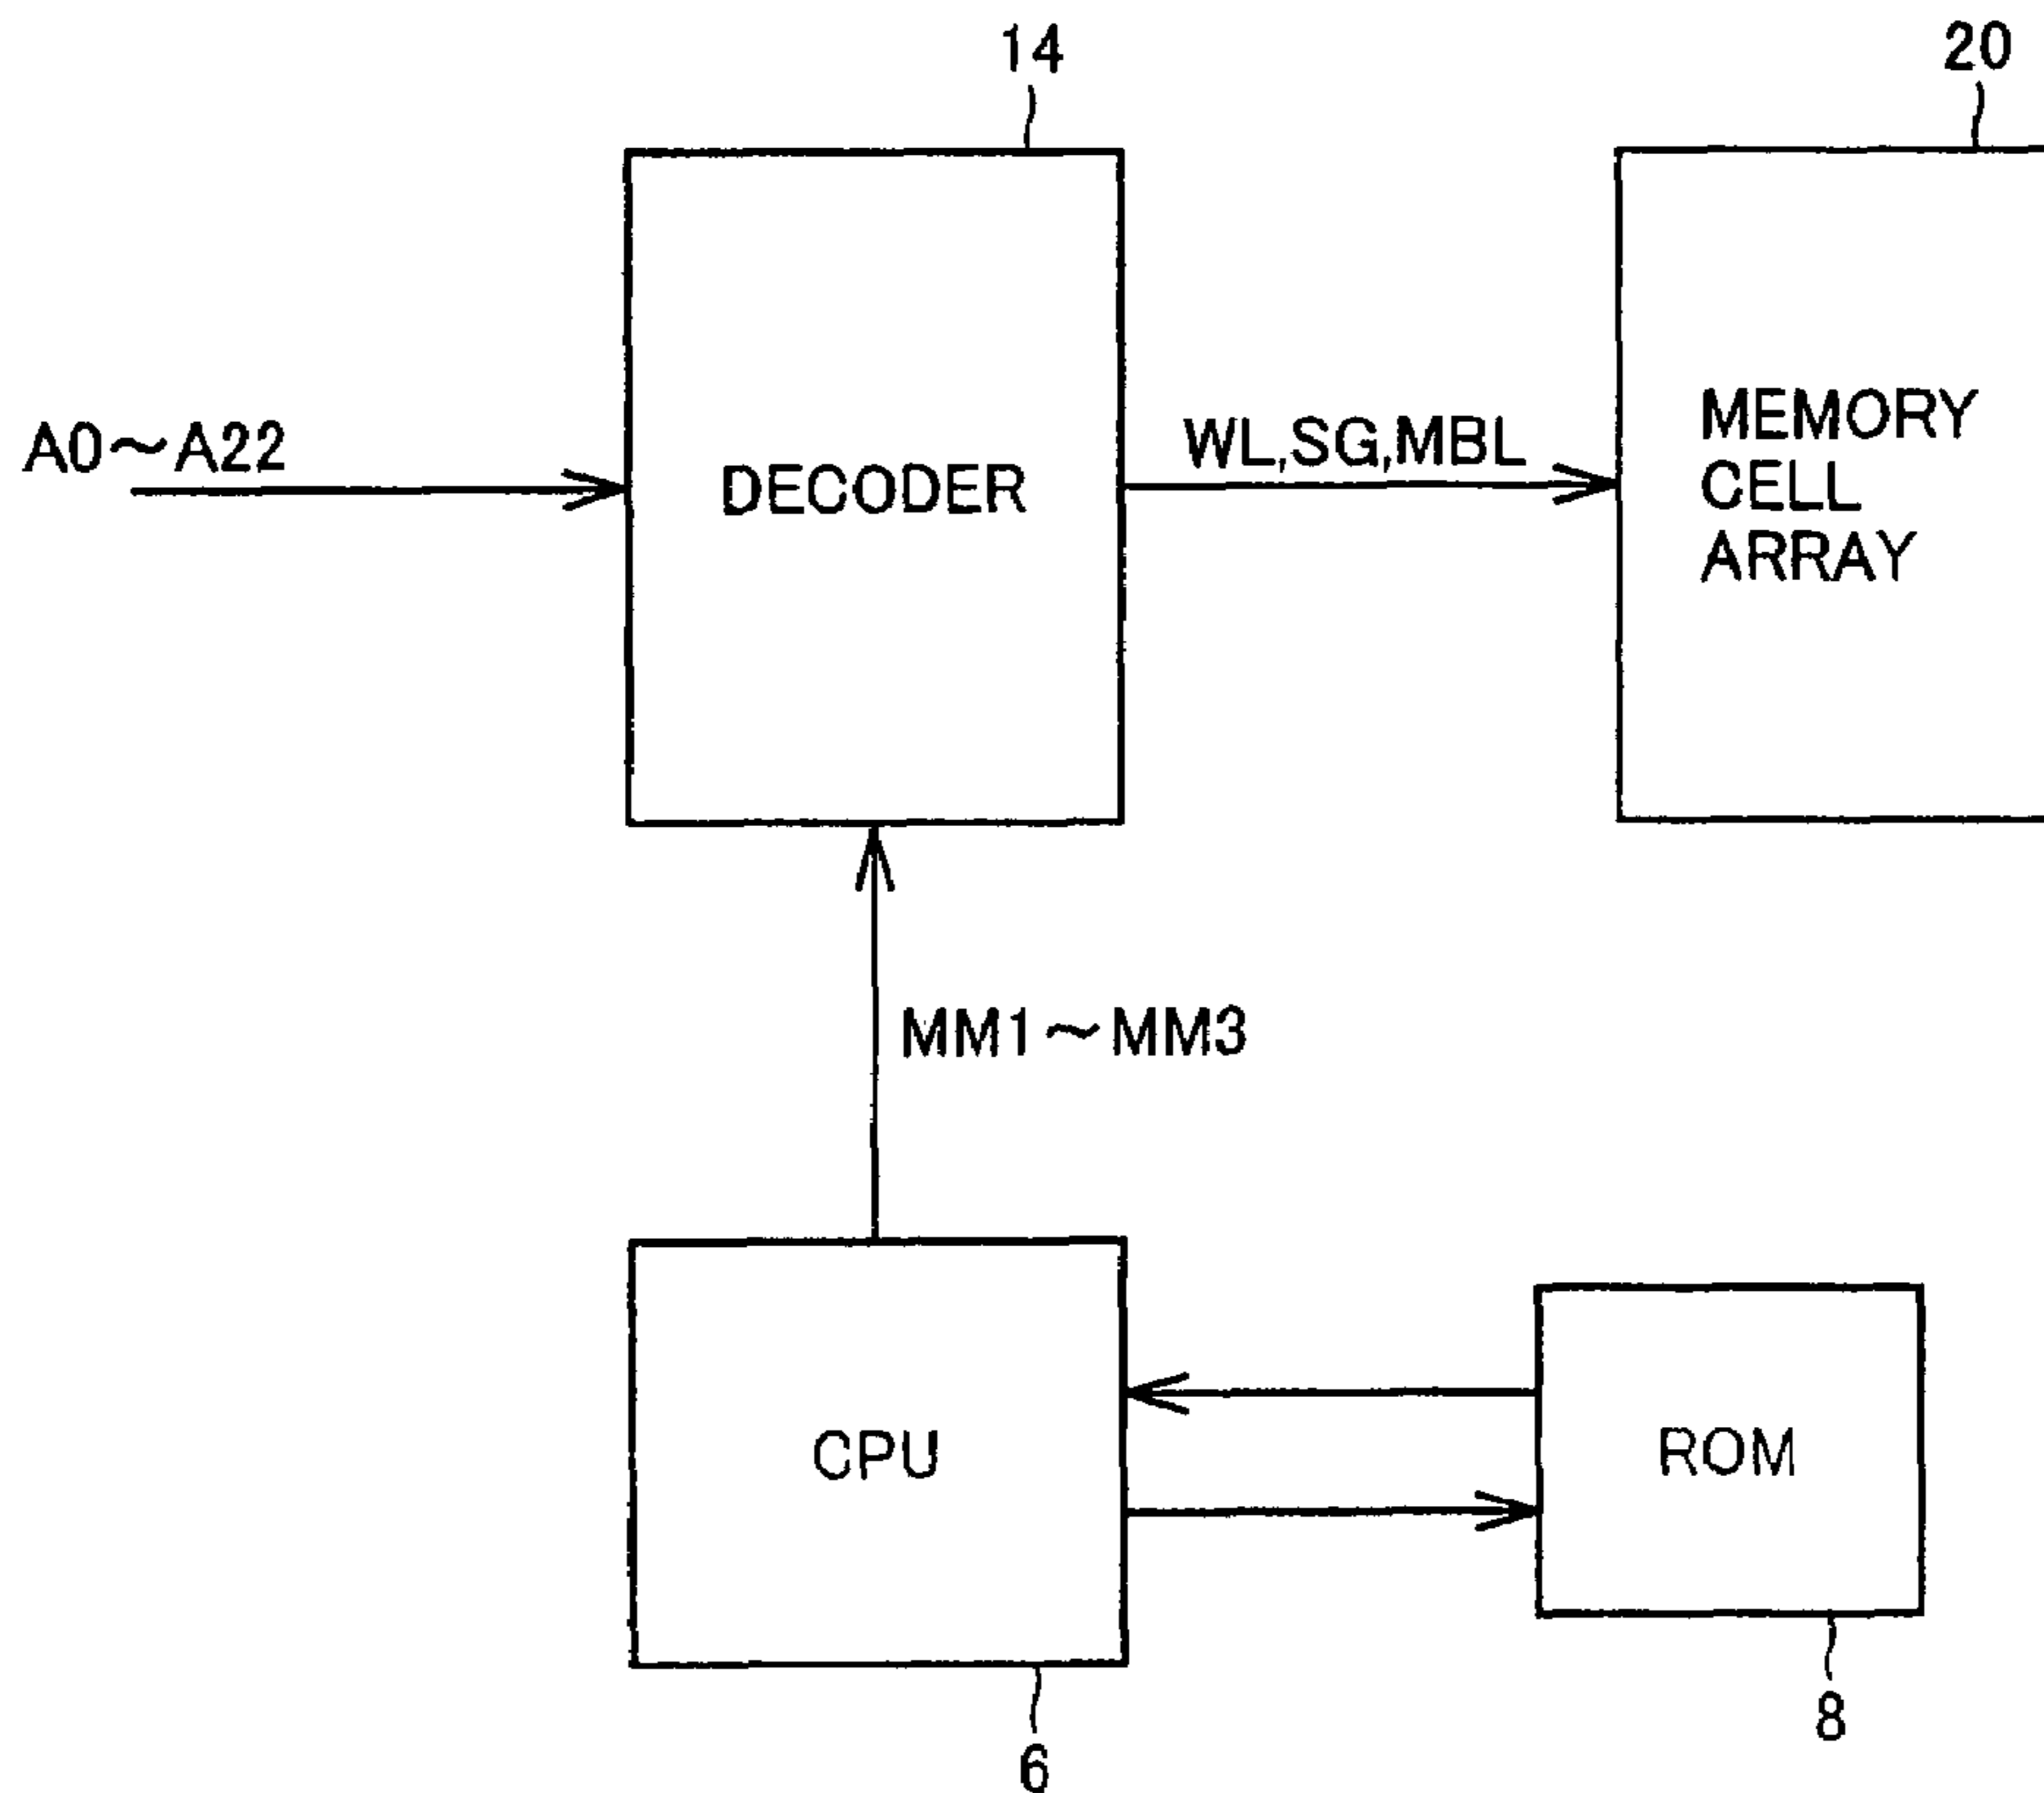 14
20
A0～A22
DECODER
WL,SG,MBL
MEMORY
CELL
ARRAY
MM1～MM3
CPU
ROM
8
6